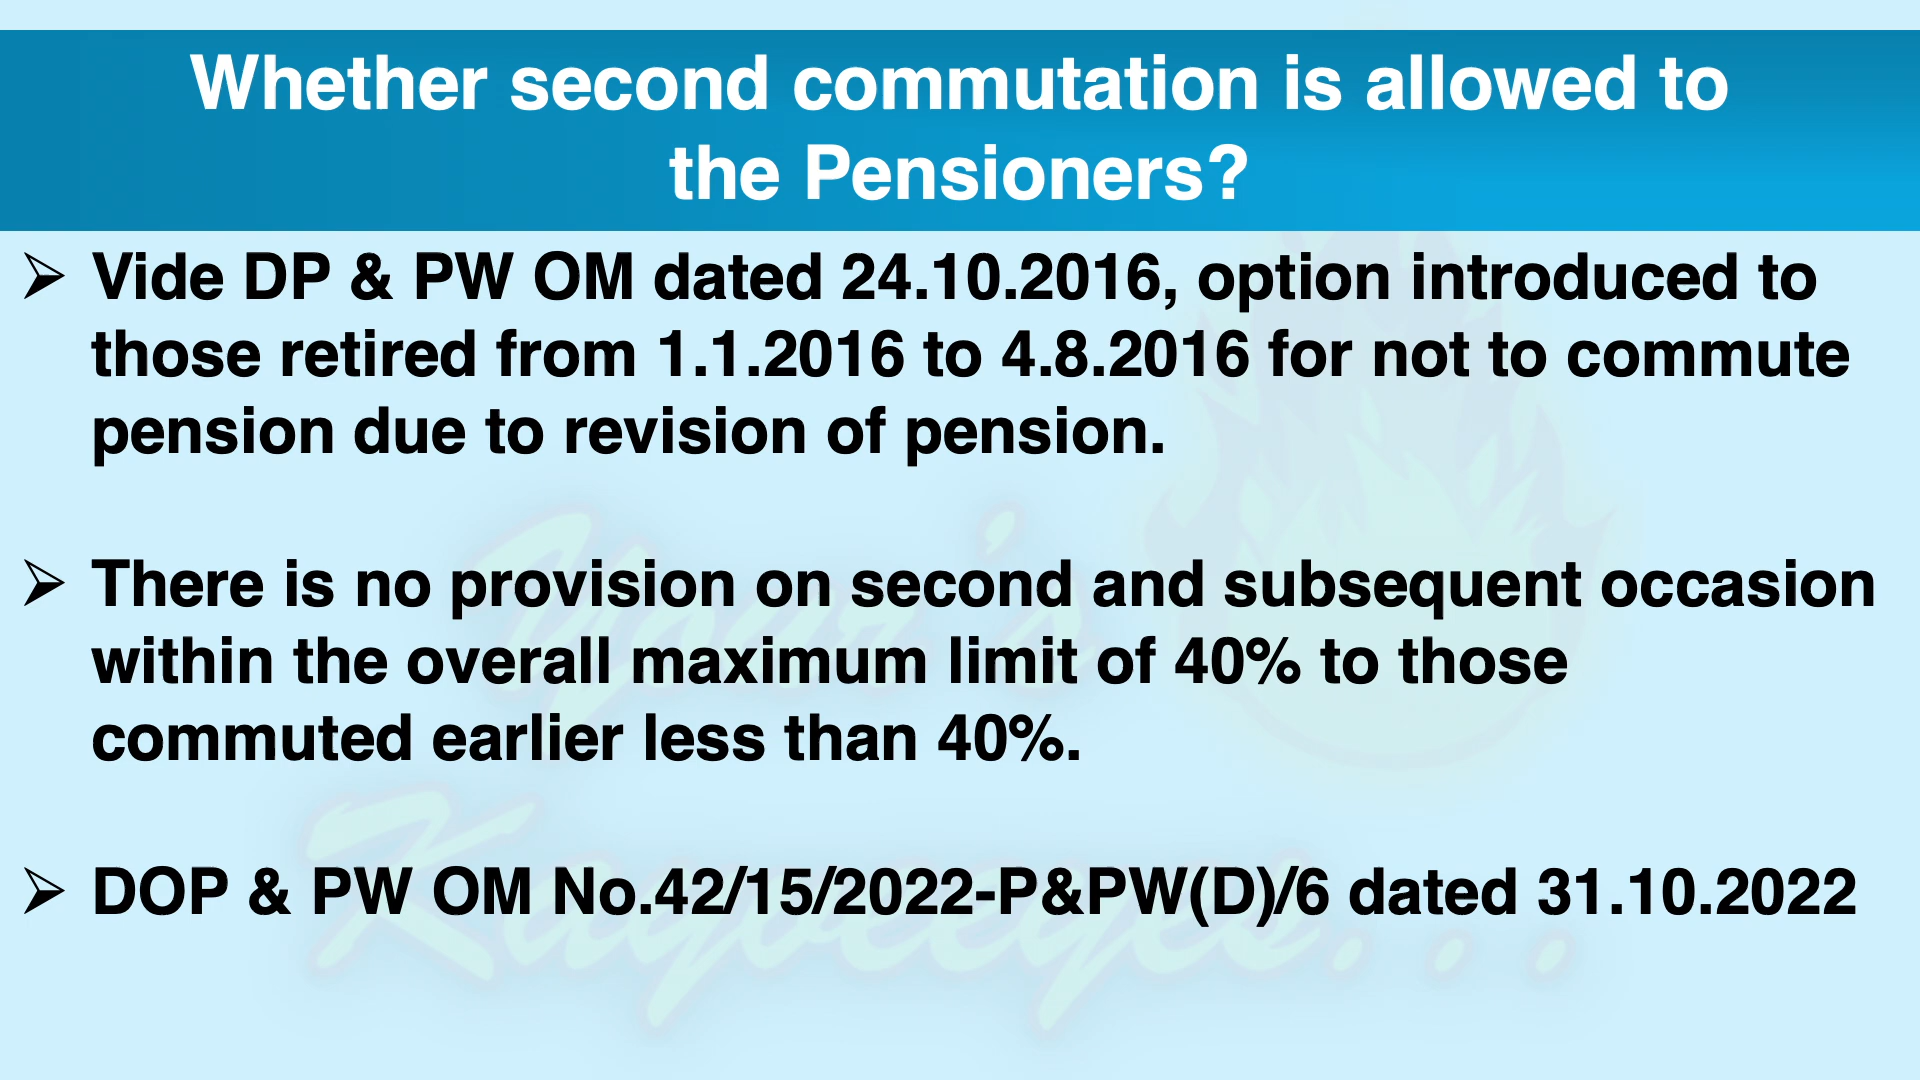 Whether second commutation is allowed to
the Pensioners?
➢ Vide DP & PW OM dated 24.10.2016, option introduced to
those retired from 1.1.2016 to 4.8.2016 for not to commute
pension due to revision of pension.
➢ There is no provision on second and subsequent occasion
within the overall maximum limit of 40% to those
commuted earlier less than 40%.
➢ DOP & PW OM No.42/15/2022-P&PW(D)/6 dated 31.10.2022
Your's